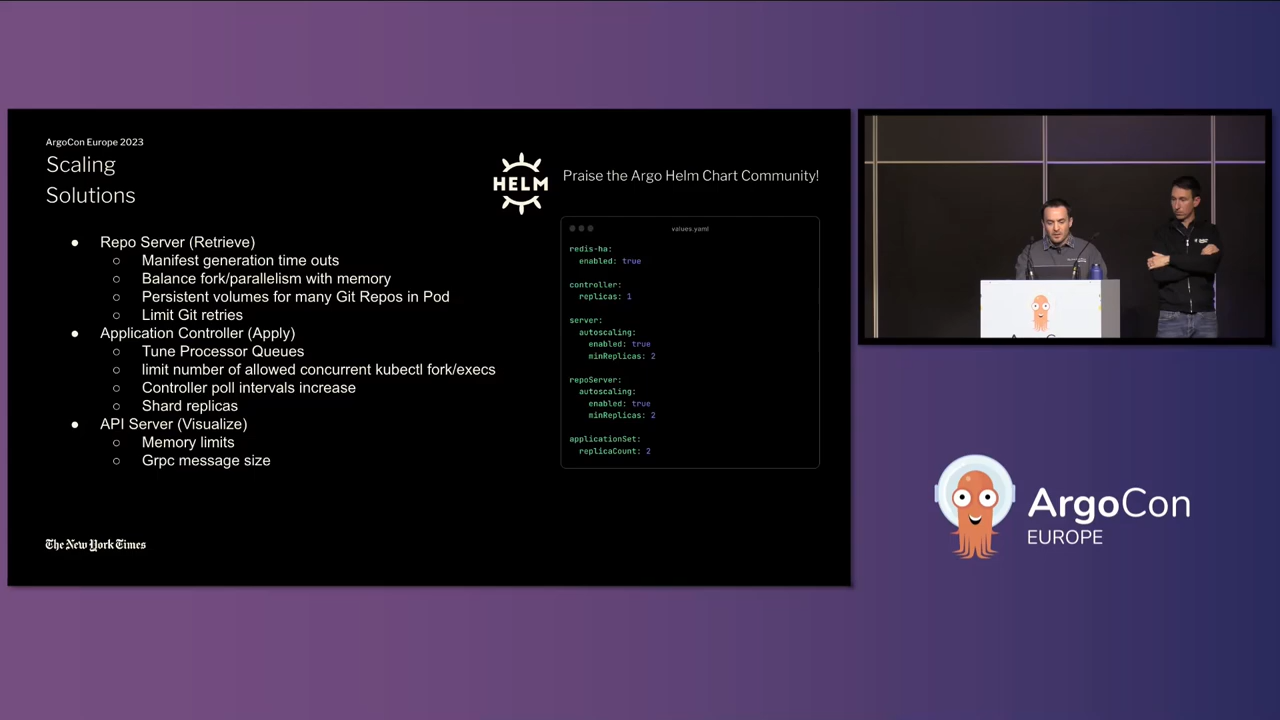 ArgoCon Europe 2023
Scaling
Solutions
HELM
Praise the Argo Helm Chart Community!
● Repo Server (Retrieve)
○ Manifest generation time outs
○ Balance fork/parallelism with memory
○ Persistent volumes for many Git Repos in Pod
○ Limit Git retries
● Application Controller (Apply)
○ Tune Processor Queues
○ limit number of allowed concurrent kubectl fork/execs
○ Controller poll intervals increase
○ Shard replicas
● API Server (Visualize)
○ Memory limits
○ Grpc message size
values.yaml
redis-ha:
  enabled: true
controller:
  replicas: 1
server:
  autoscaling:
    enabled: true
    minReplicas: 2
repoServer:
  autoscaling:
    enabled: true
    minReplicas: 2
applicationSet:
  replicaCount: 2
The New York Times
ArgoCon
EUROPE